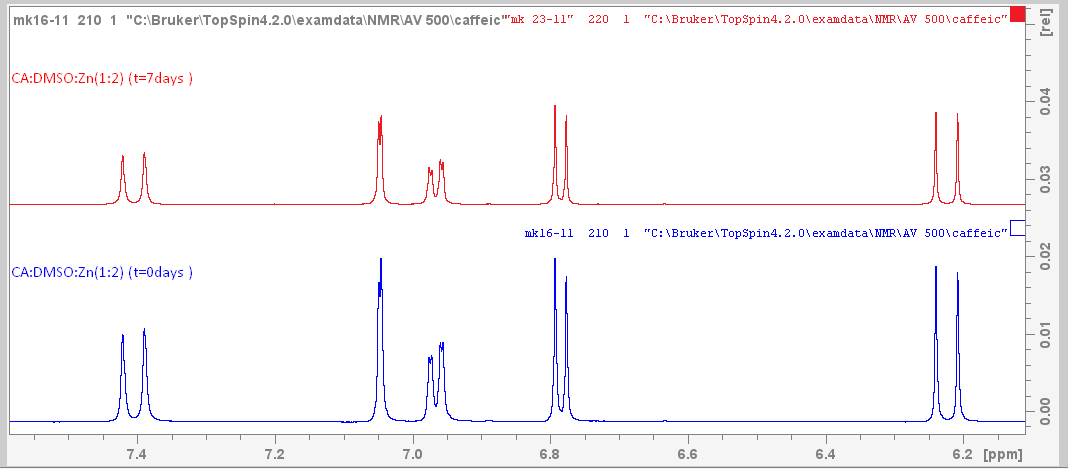 mk16-11 210 1 "C:\Bruker\TopSpin4.2.0\examdata\NMR\AV 500\caffeic"
"mk 23-11" 220 1 "C:\Bruker\TopSpin4.2.0\examdata\NMR\AV 500\caffeic"
[rel]
CA:DMSO:Zn(1:2) (t=7days )
0.04
0.03
mk16-11 210 1 "C:\Bruker\TopSpin4.2.0\examdata\NMR\AV 500\caffeic"
0.02
CA:DMSO:Zn(1:2) (t=0days )
0.01
0.00
7.4 7.2 7.0 6.8 6.6 6.4 6.2 [ppm]